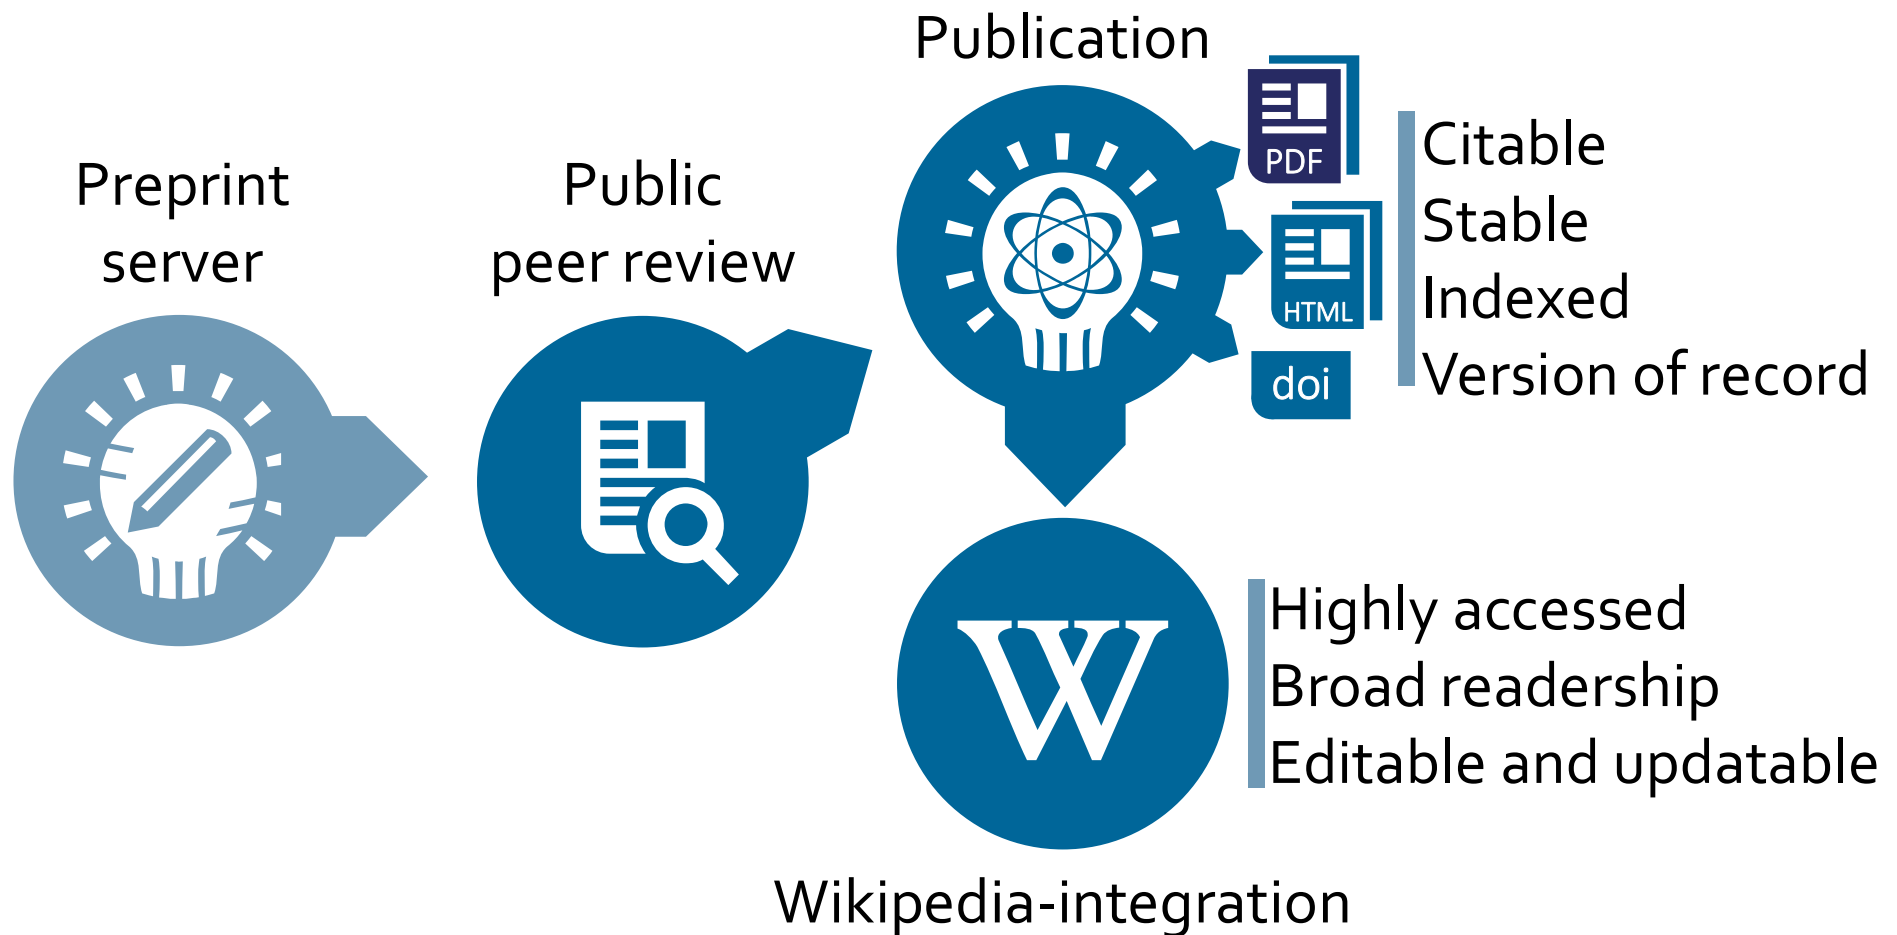 Preprint
server
Public
peer review
Publication
PDF
HTML
doi
Citable
Stable
Indexed
Version of record
W
Highly accessed
Broad readership
Editable and updatable
Wikipedia-integration